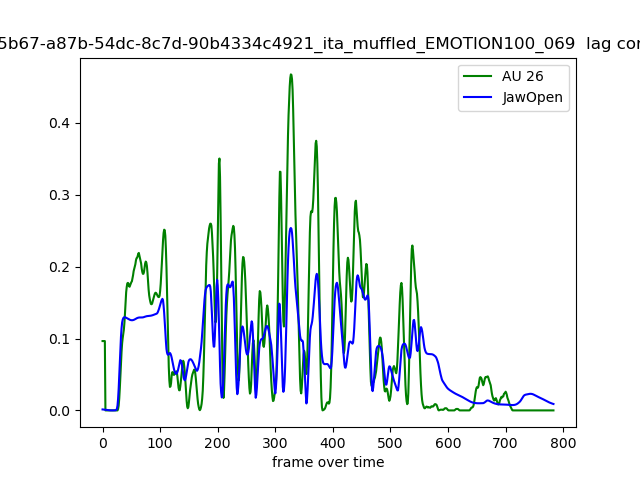 5b67-a87b-54dc-8c7d-90b4334c4921_ita_muffled_EMOTION100_069 lag cor
AU 26
JawOpen
0.4
0.3
0.2
0.1
0.0
0 100 200 300 400 500 600 700 800
frame over time